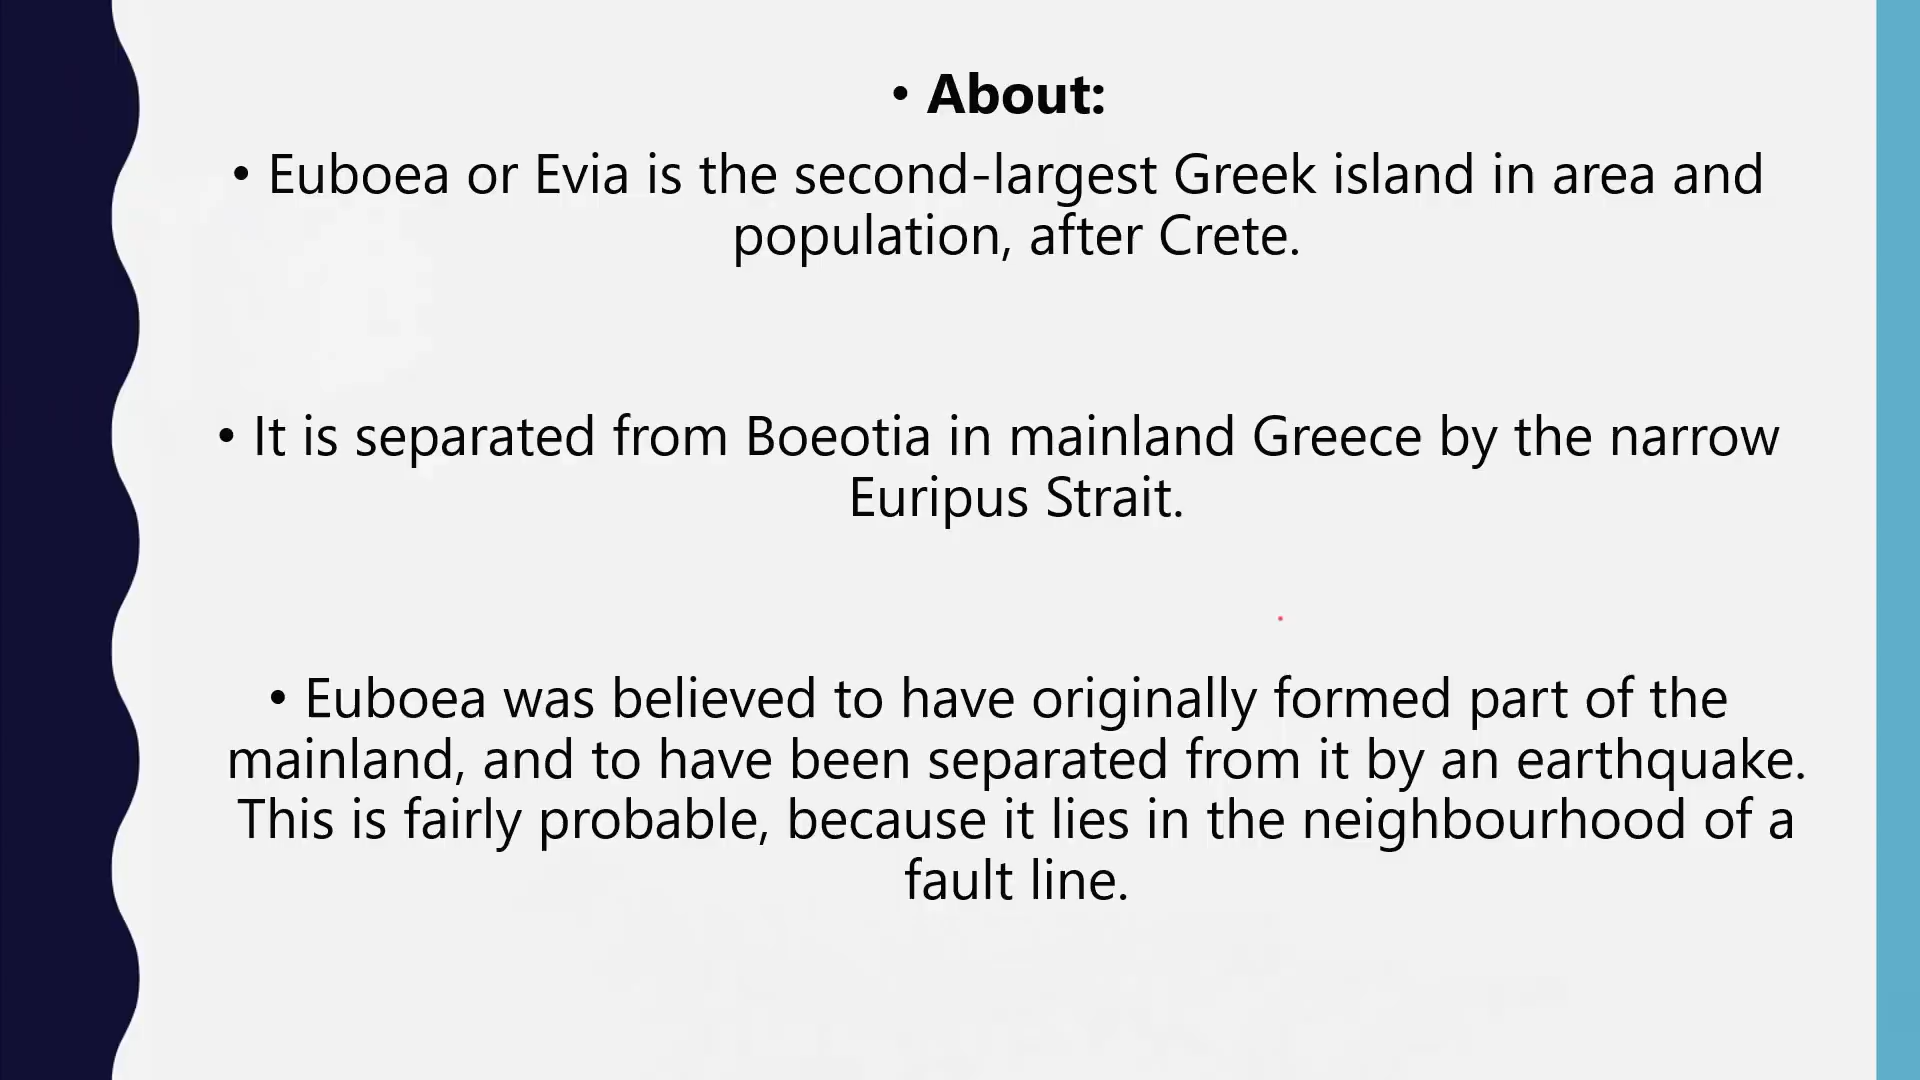 • About:
• Euboea or Evia is the second-largest Greek island in area and
population, after Crete.
• It is separated from Boeotia in mainland Greece by the narrow
Euripus Strait.
• Euboea was believed to have originally formed part of the
mainland, and to have been separated from it by an earthquake.
This is fairly probable, because it lies in the neighbourhood of a
fault line.